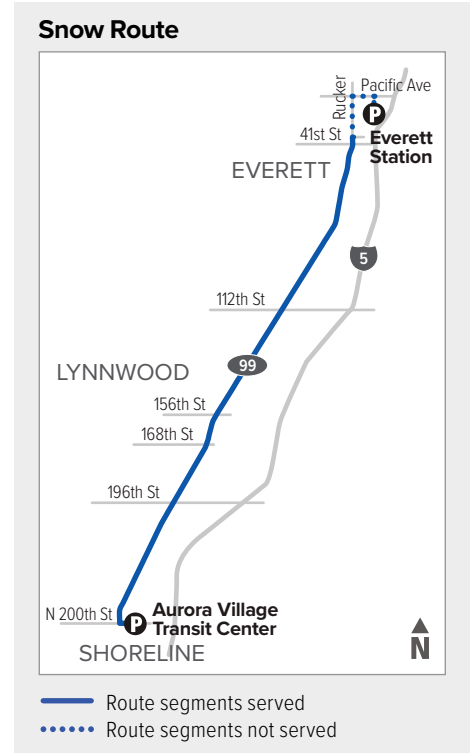 Snow Route
Rucker
Pacific Ave
P
41st St
Everett
Station
EVERETT
5
112th St
99
LYNNWOOD
156th St
168th St
196th St
N 200th St
P
Aurora Village
Transit Center
SHORELINE
N
Route segments served
Route segments not served